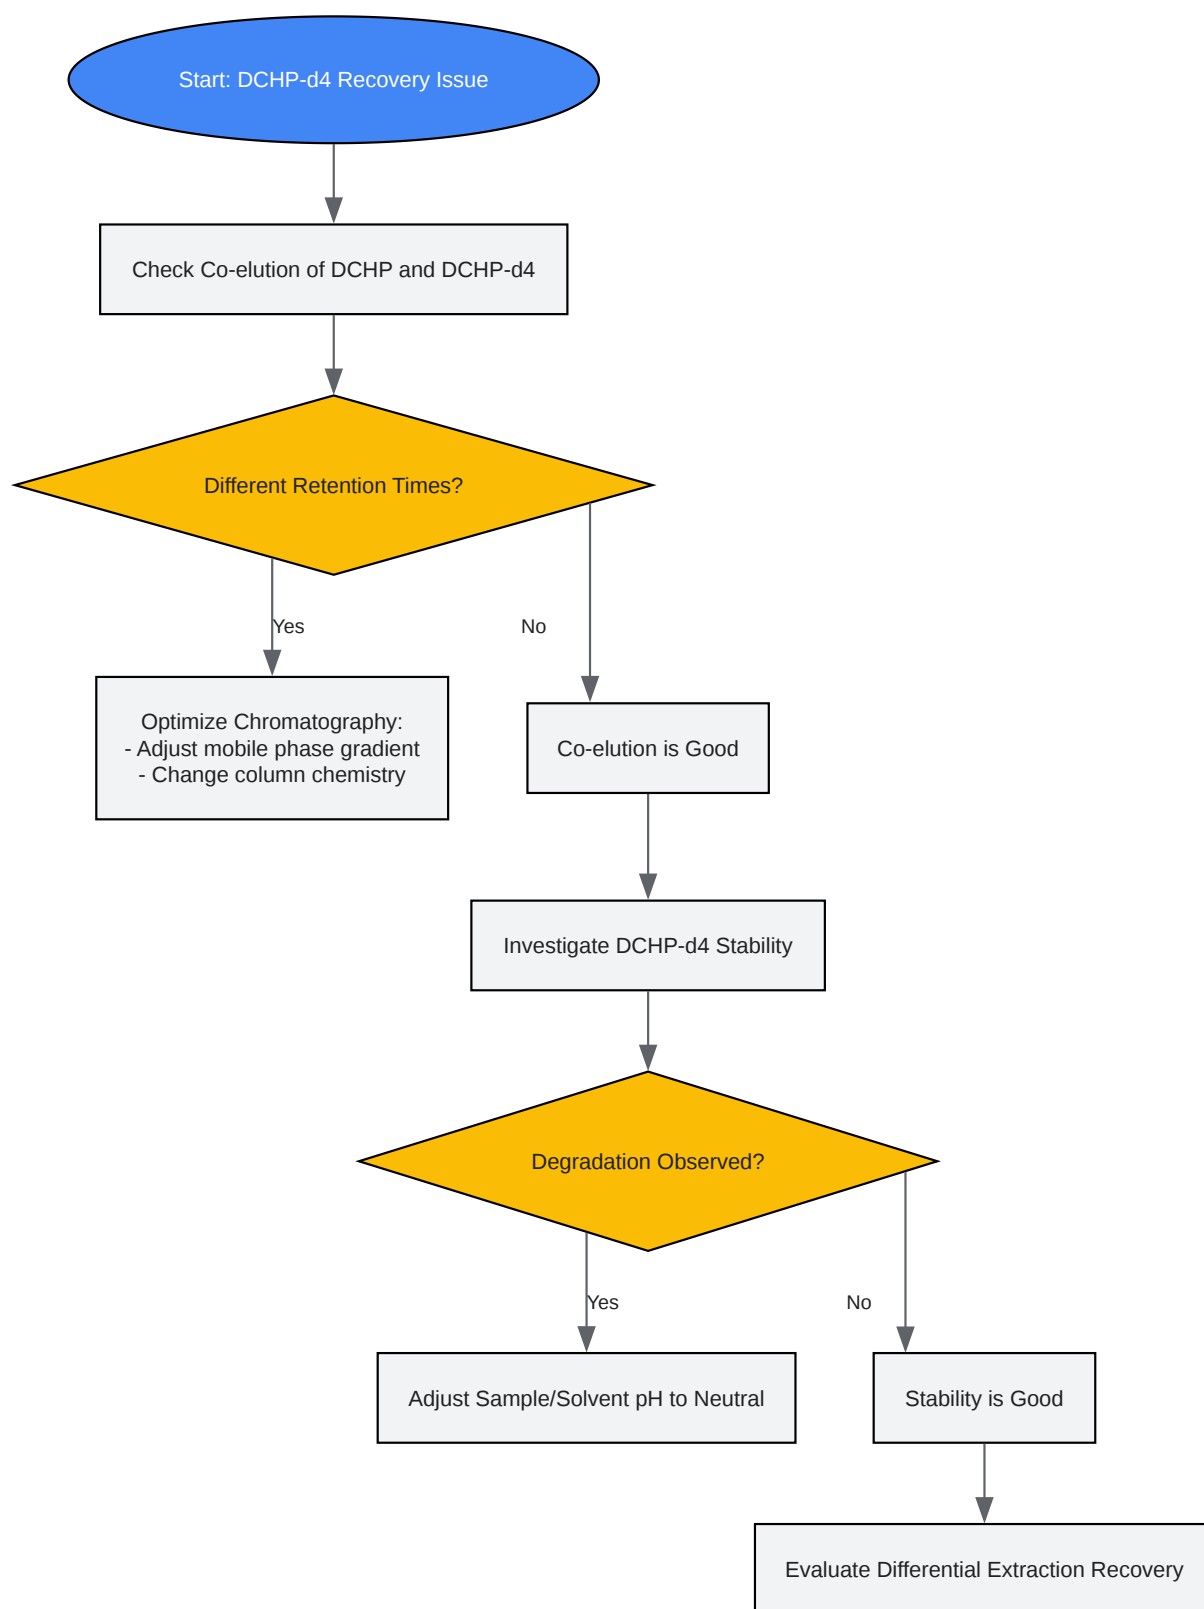 Start: DCHP-d4 Recovery Issue
Check Co-elution of DCHP and DCHP-d4
Different Retention Times?
Yes
No
Optimize Chromatography:
- Adjust mobile phase gradient
- Change column chemistry
Co-elution is Good
Investigate DCHP-d4 Stability
Degradation Observed?
Yes
No
Adjust Sample/Solvent pH to Neutral
Stability is Good
Evaluate Differential Extraction Recovery